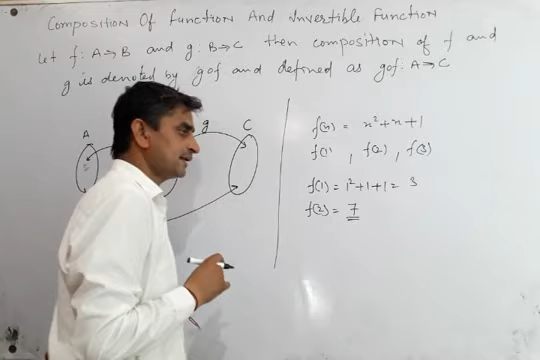 Composition Of Function And Invertible Function
Let f: A→B and g: B→C then composition of f and
g is denoted by gof and defined as gof: A→C
A
g
C
f(x) = x²+x+1
f(1) , f(2) , f(3)
f(1) = 1²+1+1 = 3
f(2) = 7